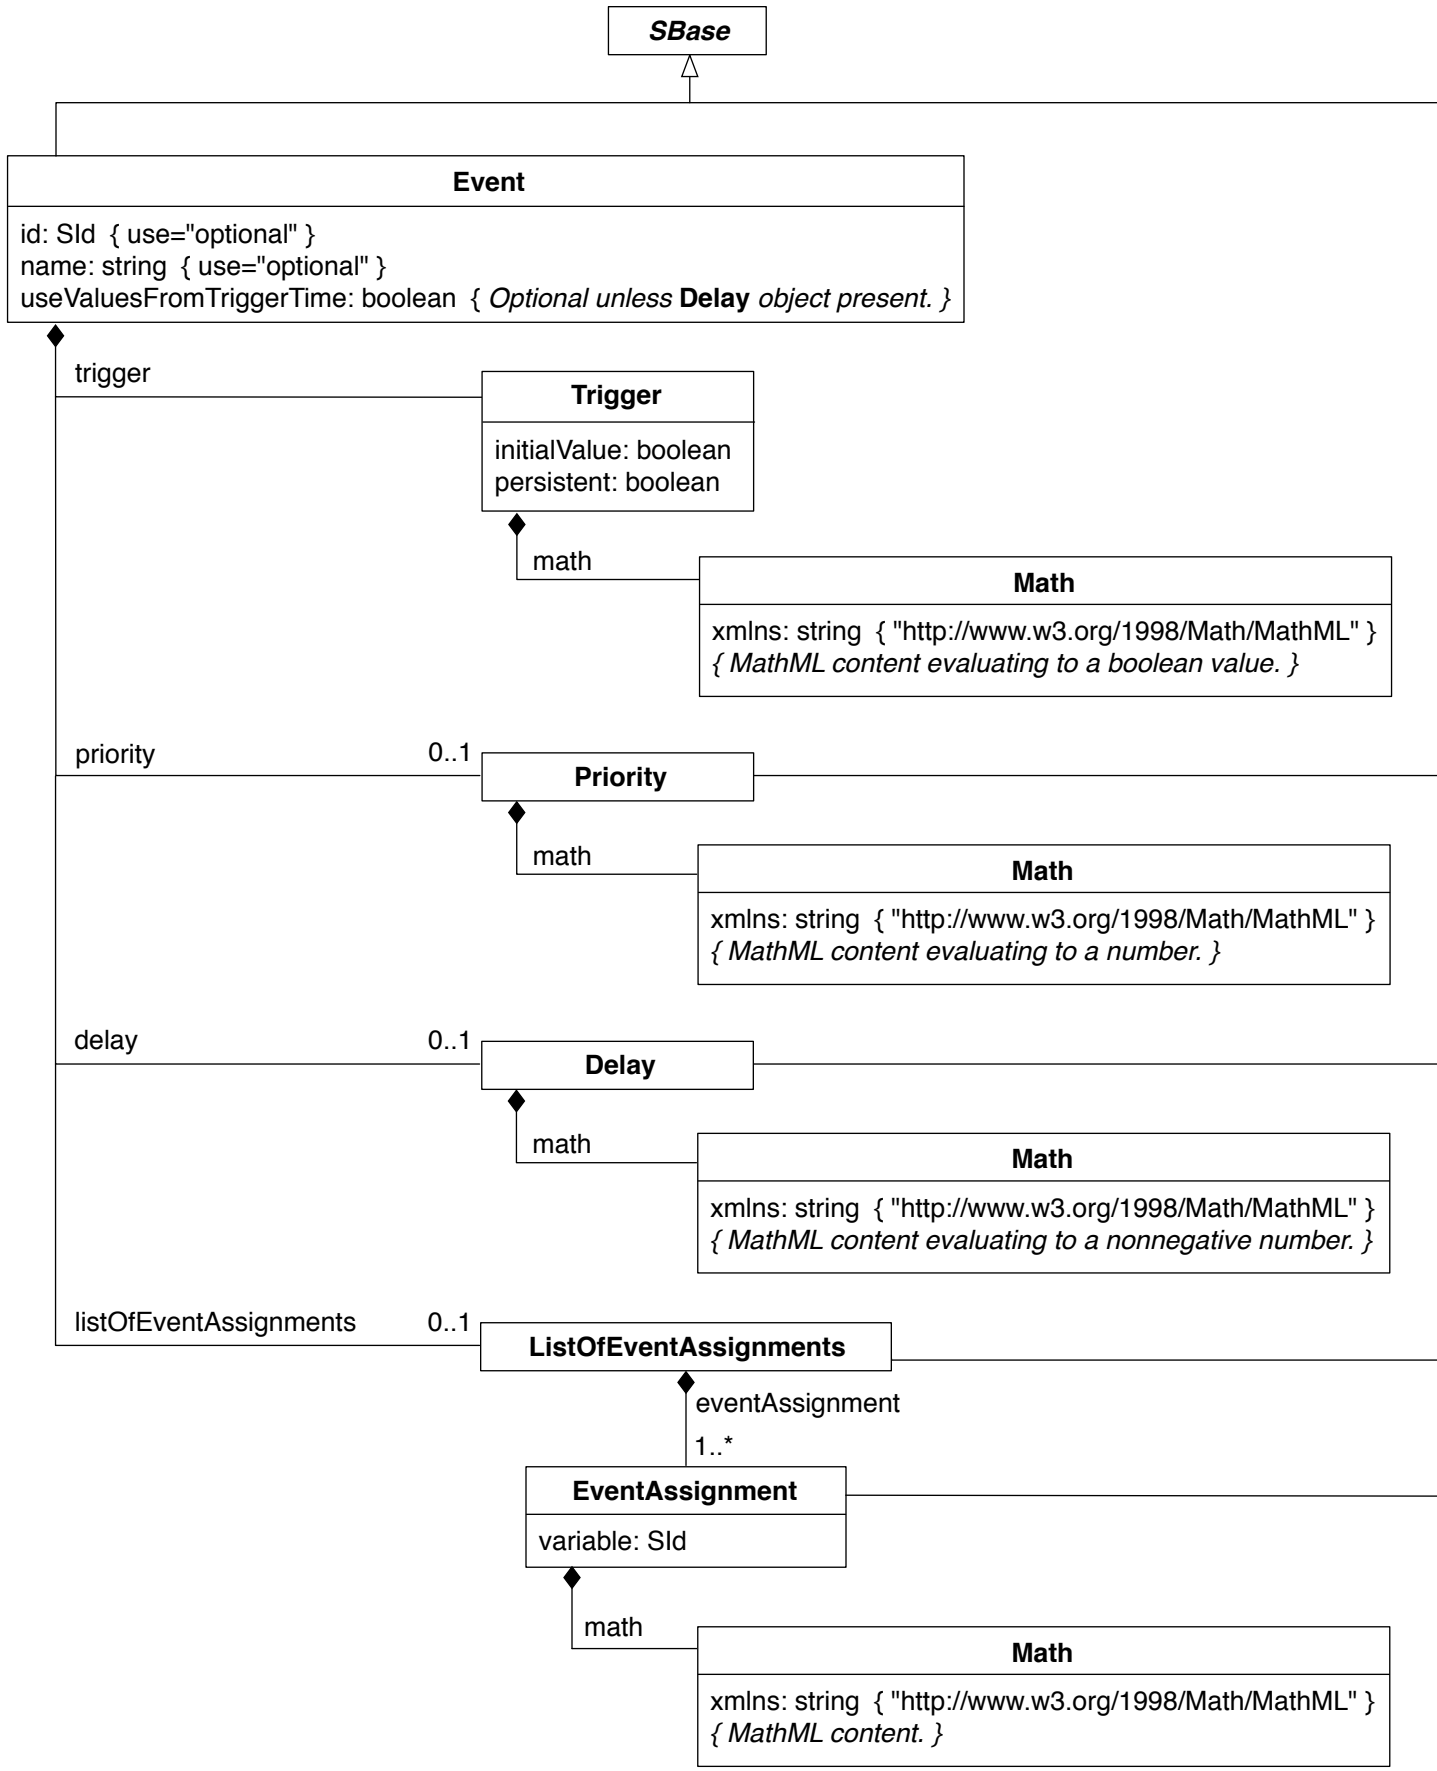 SBase
Event
id: SId { use="optional" }
name: string { use="optional" }
useValuesFromTriggerTime: boolean { Optional unless Delay object present. }
trigger
Trigger
initialValue: boolean
persistent: boolean
math
Math
xmlns: string { "http://www.w3.org/1998/Math/MathML" }
{ MathML content evaluating to a boolean value. }
priority
0..1
Priority
math
Math
xmlns: string { "http://www.w3.org/1998/Math/MathML" }
{ MathML content evaluating to a number. }
delay
0..1
Delay
math
Math
xmlns: string { "http://www.w3.org/1998/Math/MathML" }
{ MathML content evaluating to a nonnegative number. }
listOfEventAssignments
0..1
ListOfEventAssignments
eventAssignment
1..*
EventAssignment
variable: SId
math
Math
xmlns: string { "http://www.w3.org/1998/Math/MathML" }
{ MathML content. }